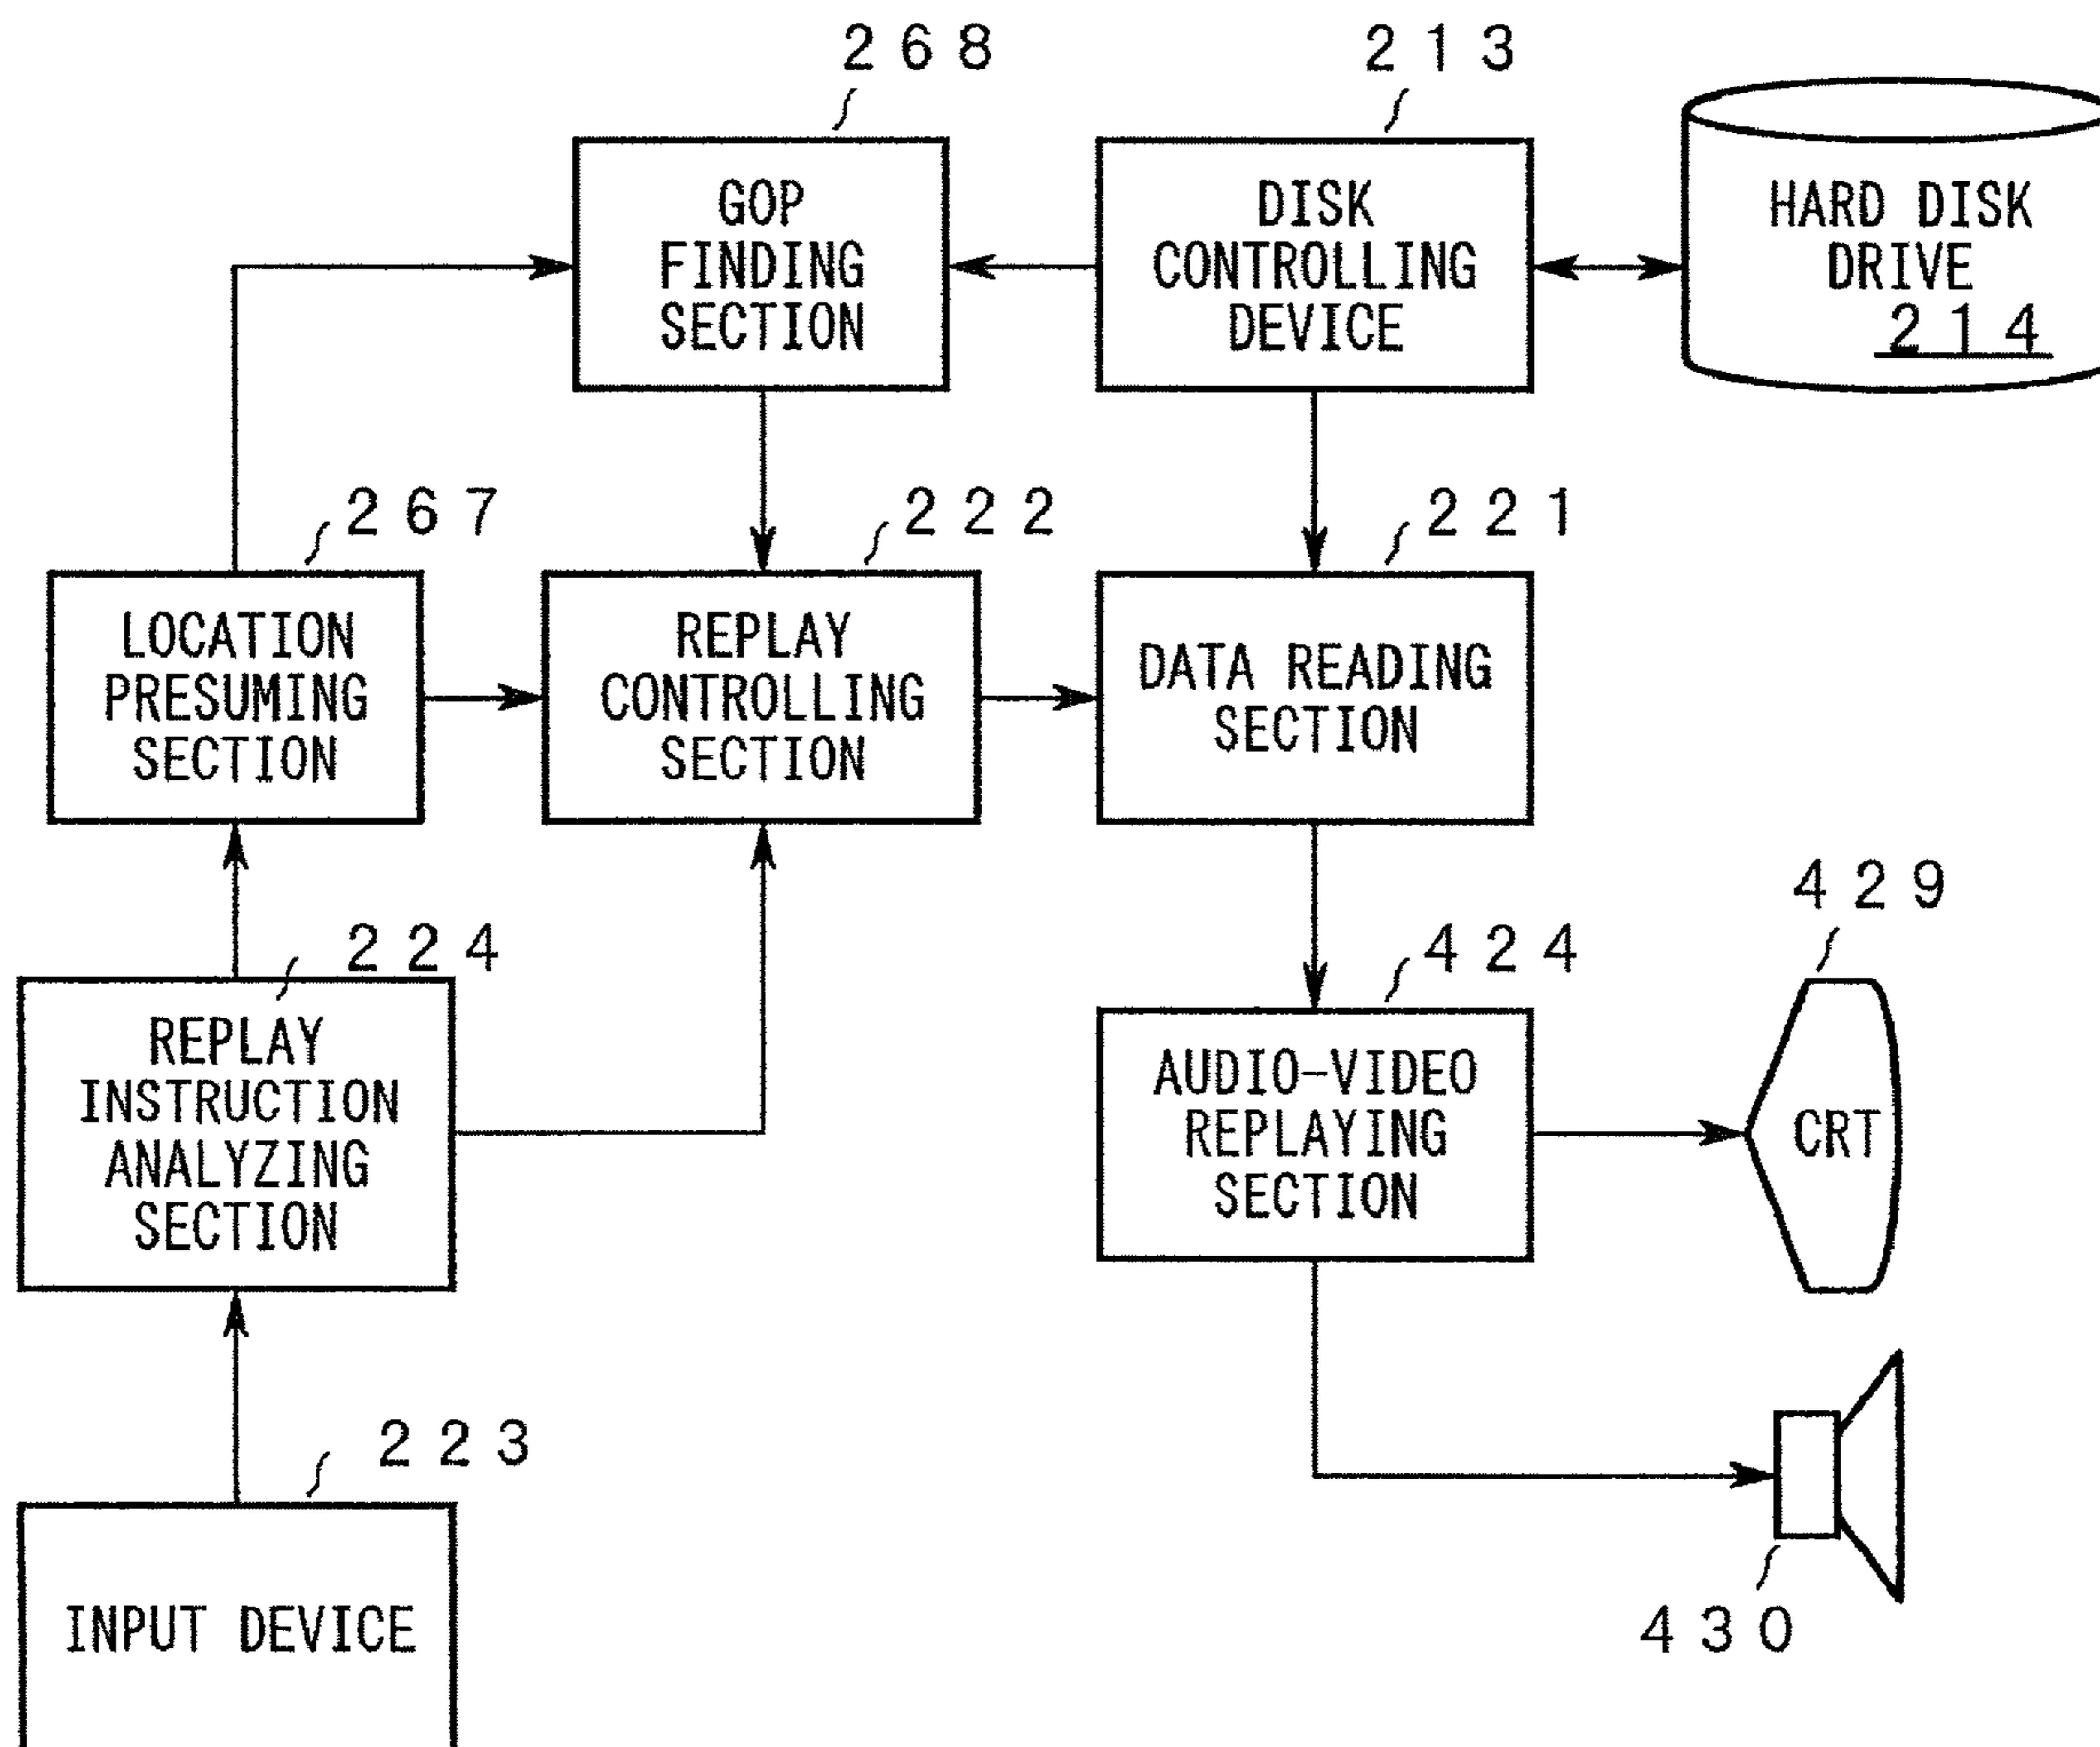 268
213
GOP
FINDING
SECTION
DISK
CONTROLLING
DEVICE
HARD DISK
DRIVE
214
267
222
221
LOCATION
PRESUMING
SECTION
REPLAY
CONTROLLING
SECTION
DATA READING
SECTION
224
424
429
REPLAY
INSTRUCTION
ANALYZING
SECTION
AUDIO-VIDEO
REPLAYING
SECTION
CRT
223
INPUT DEVICE
430